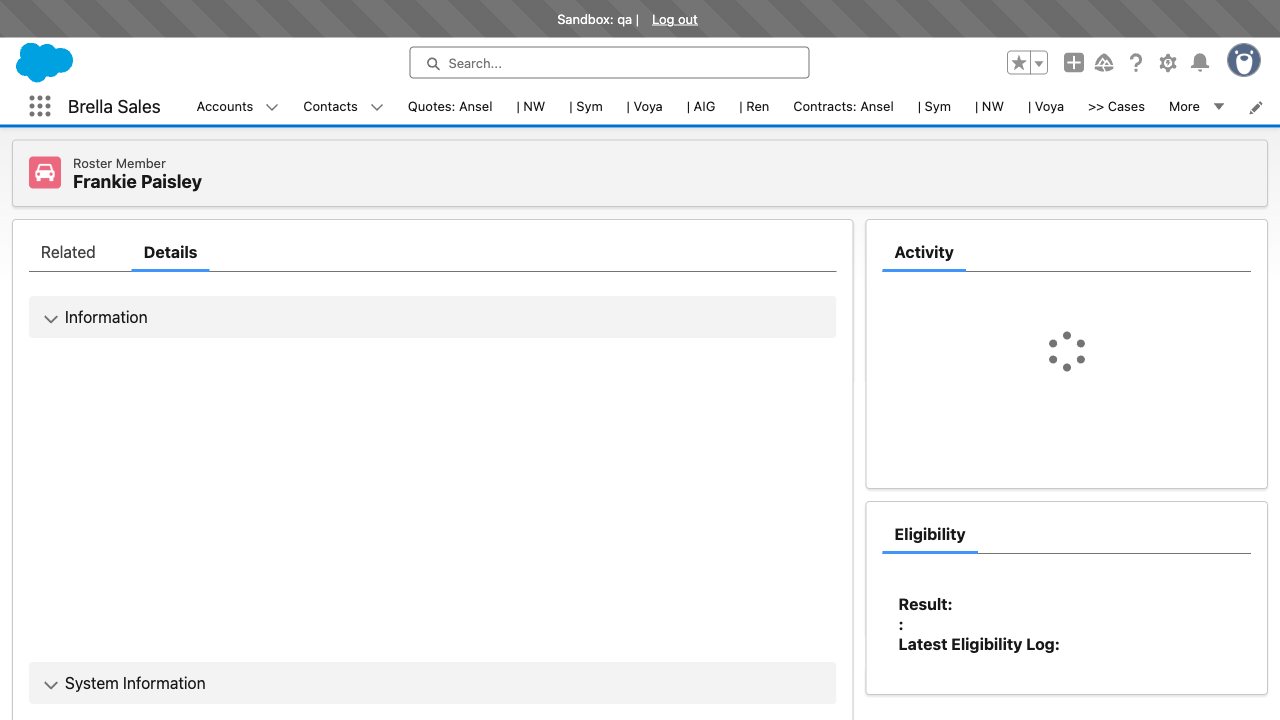 Sandbox: qa | Log out
Search...
Brella Sales Accounts Contacts Quotes: Ansel | NW | Sym | Voya | AIG | Ren Contracts: Ansel | Sym | NW | Voya >> Cases More
Roster Member
Frankie Paisley
Related Details
Information
System Information
Activity
Eligibility
Result:
:
Latest Eligibility Log: